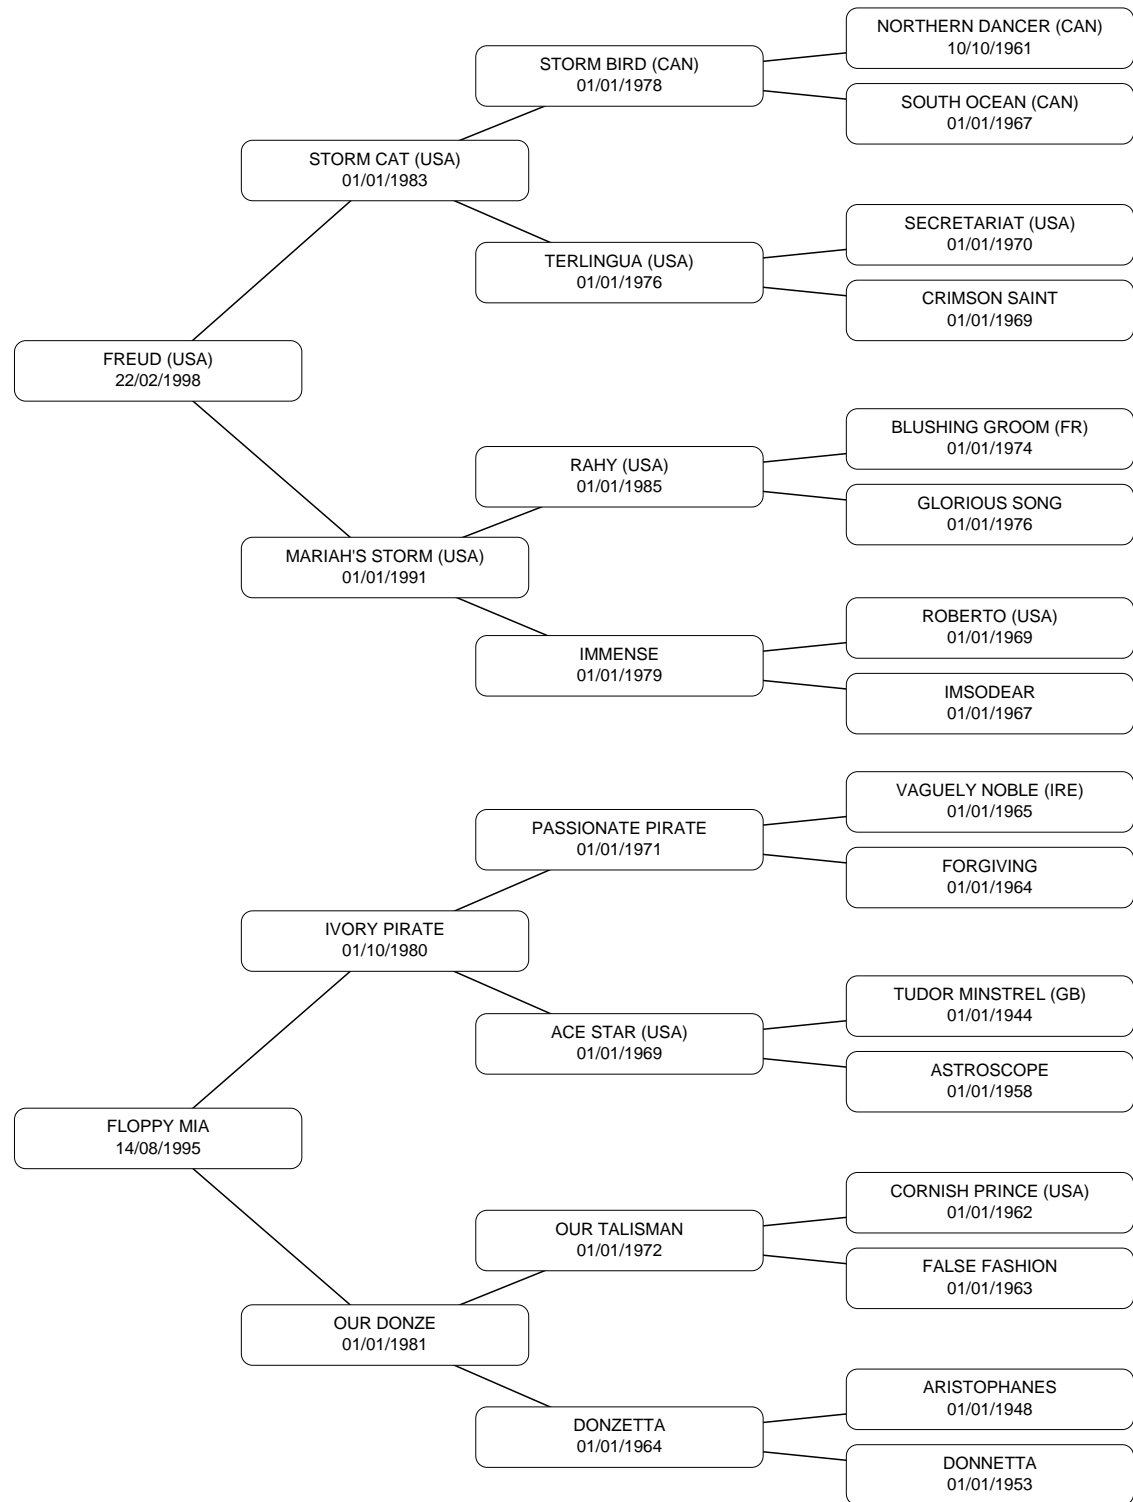 NORTHERN DANCER (CAN)
10/10/1961
STORM BIRD (CAN)
01/01/1978
SOUTH OCEAN (CAN)
01/01/1967
STORM CAT (USA)
01/01/1983
SECRETARIAT (USA)
01/01/1970
TERLINGUA (USA)
01/01/1976
CRIMSON SAINT
01/01/1969
FREUD (USA)
22/02/1998
BLUSHING GROOM (FR)
01/01/1974
RAHY (USA)
01/01/1985
GLORIOUS SONG
01/01/1976
MARIAH'S STORM (USA)
01/01/1991
ROBERTO (USA)
01/01/1969
IMMENSE
01/01/1979
IMSODEAR
01/01/1967
VAGUELY NOBLE (IRE)
01/01/1965
PASSIONATE PIRATE
01/01/1971
FORGIVING
01/01/1964
IVORY PIRATE
01/10/1980
TUDOR MINSTREL (GB)
01/01/1944
ACE STAR (USA)
01/01/1969
ASTROSCOPE
01/01/1958
FLOPPY MIA
14/08/1995
CORNISH PRINCE (USA)
01/01/1962
OUR TALISMAN
01/01/1972
FALSE FASHION
01/01/1963
OUR DONZE
01/01/1981
ARISTOPHANES
01/01/1948
DONZETTA
01/01/1964
DONNETTA
01/01/1953